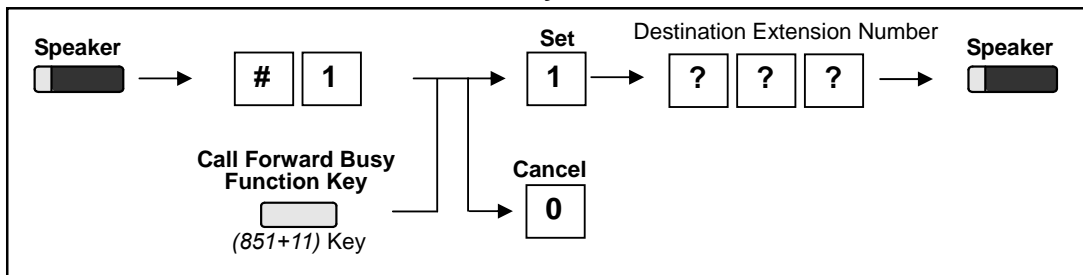 Speaker
# 1
Set
1
Destination Extension Number
? ? ?
Speaker
Call Forward Busy
Function Key
(851+11) Key
Cancel
0